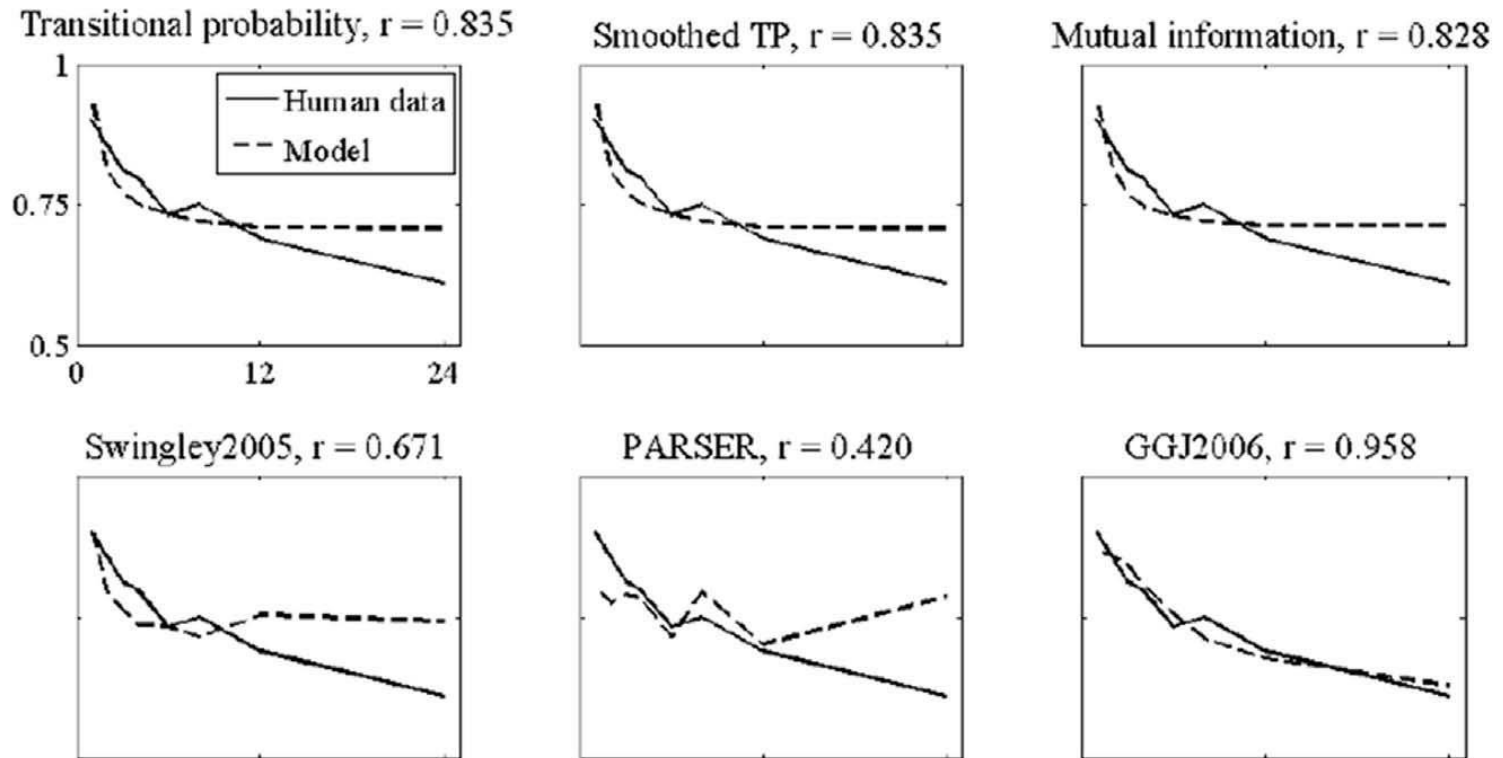 Transitional probability, r = 0.835
Smoothed TP, r = 0.835
Mutual information, r = 0.828
1
Human data
Model
0.75
0.5
0
12
24
Swingley2005, r = 0.671
PARSER, r = 0.420
GGJ2006, r = 0.958